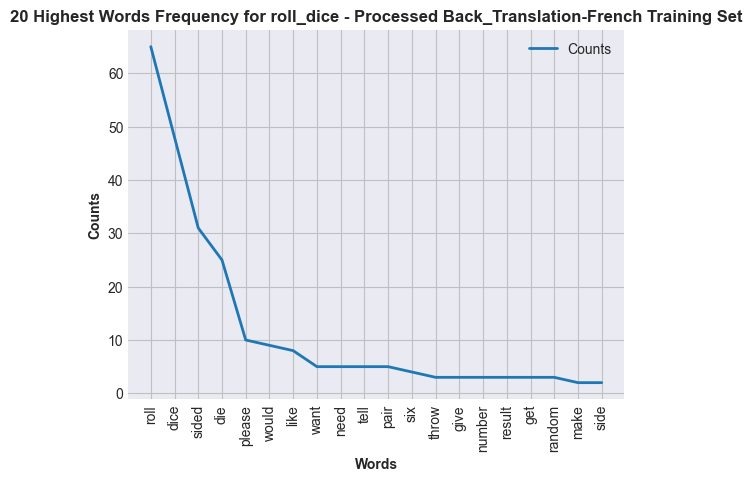 20 Highest Words Frequency for roll_dice - Processed Back_Translation-French Training Set
Counts
60
50
40
30
20
10
0
Counts
roll
dice
sided
die
please
would
like
want
need
tell
pair
six
throw
give
number
result
get
random
make
side
Words